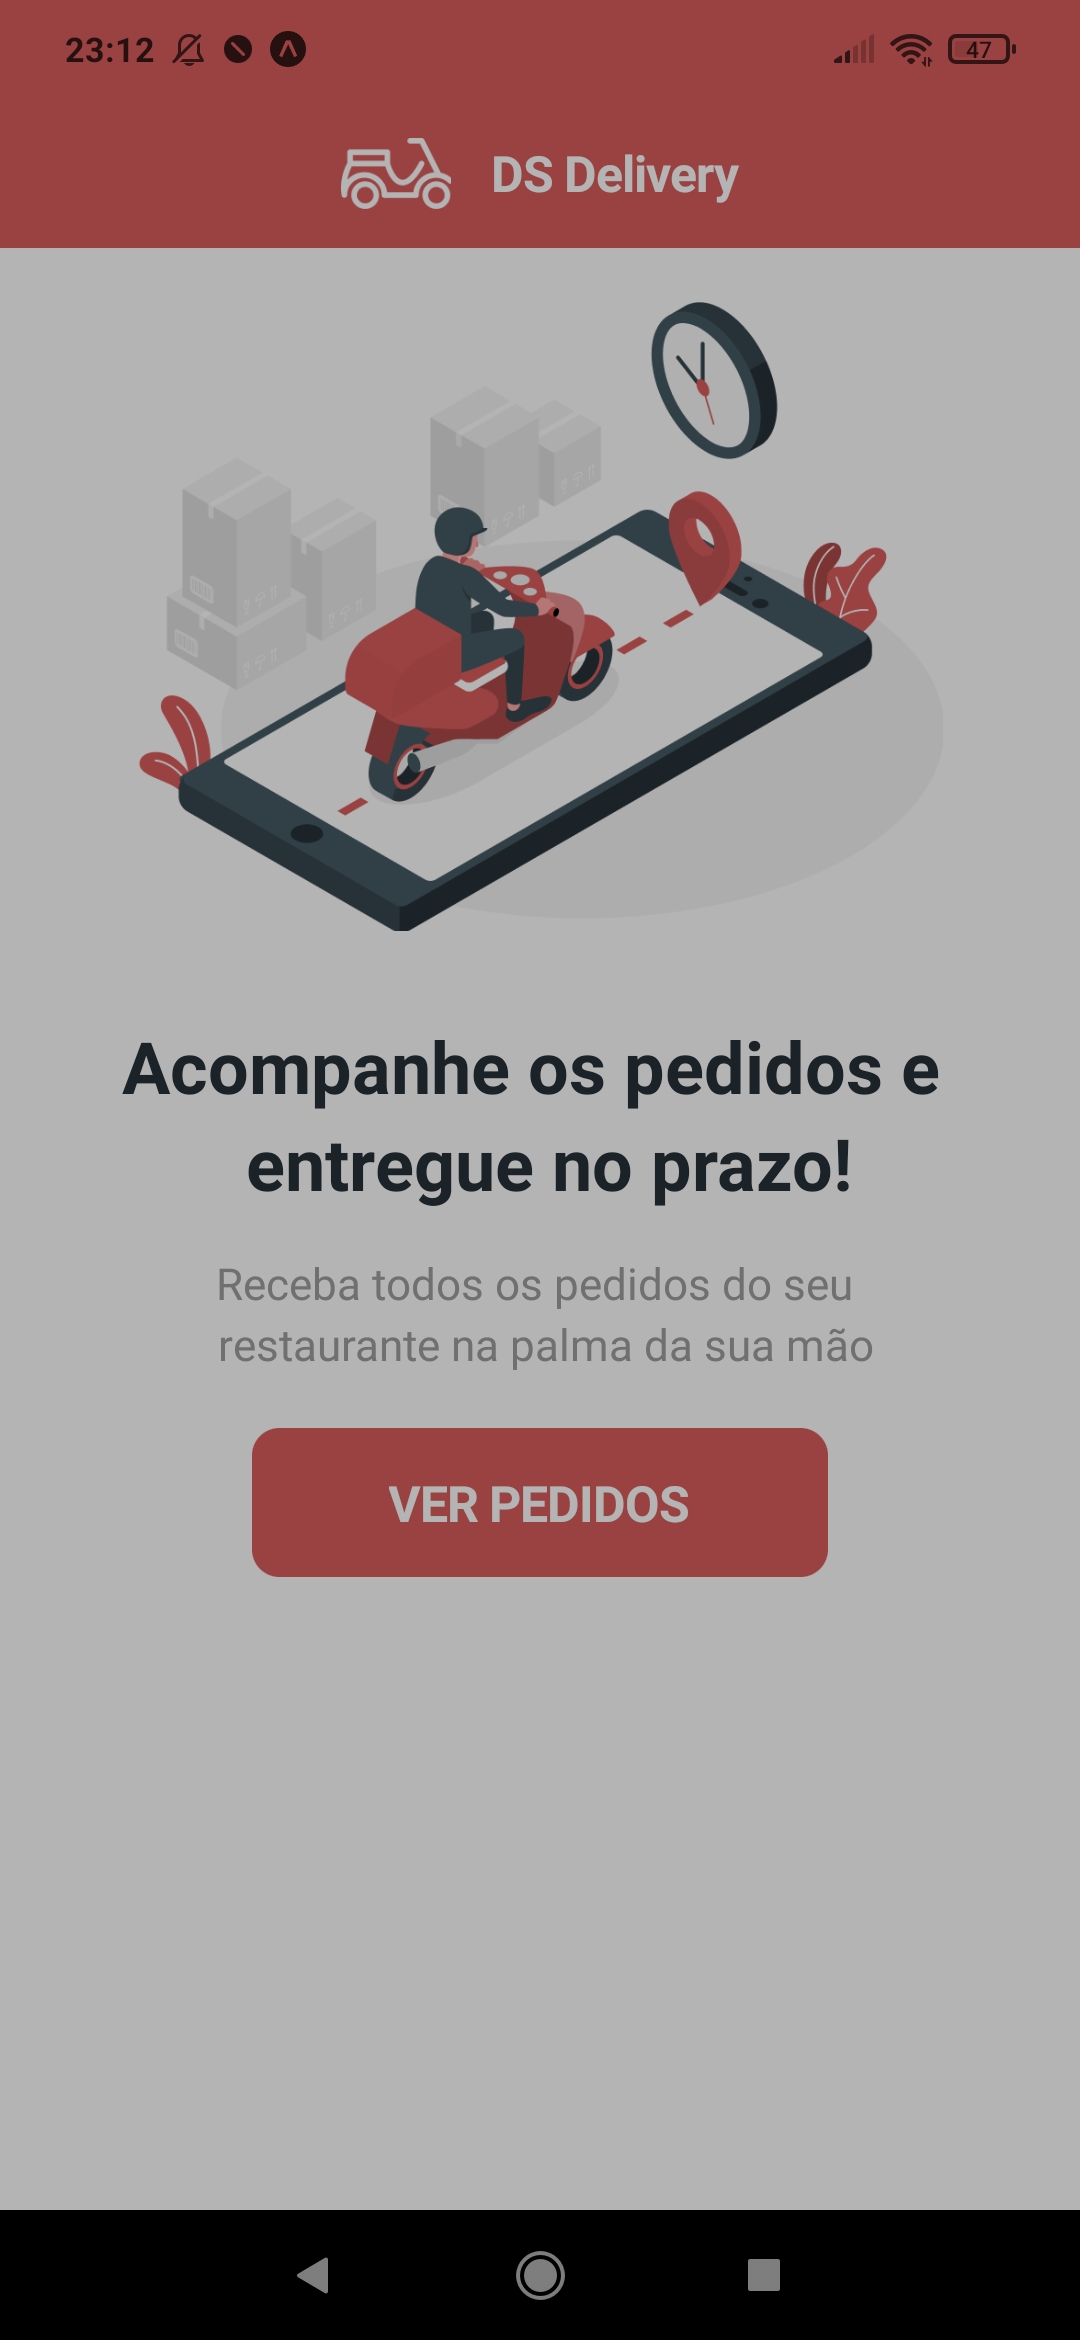 23:12
47
DS Delivery
Acompanhe os pedidos e
entregue no prazo!
Receba todos os pedidos do seu
restaurante na palma da sua mão
VER PEDIDOS